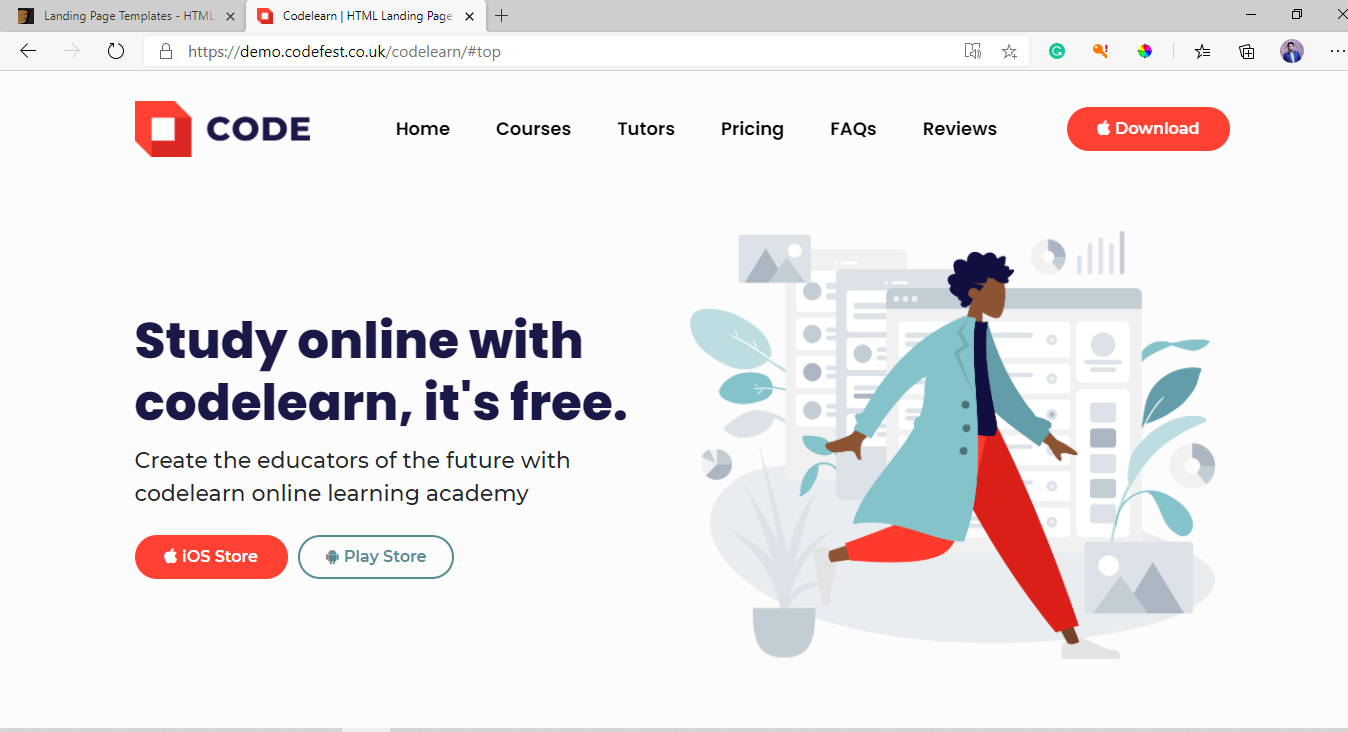 Landing Page Templates - HTML
Codelearn | HTML Landing Page
https://demo.codefest.co.uk/codelearn/#top
CODE
Home Courses Tutors Pricing FAQs Reviews Download
Study online with
codelearn, it's free.
Create the educators of the future with
codelearn online learning academy
iOS Store Play Store